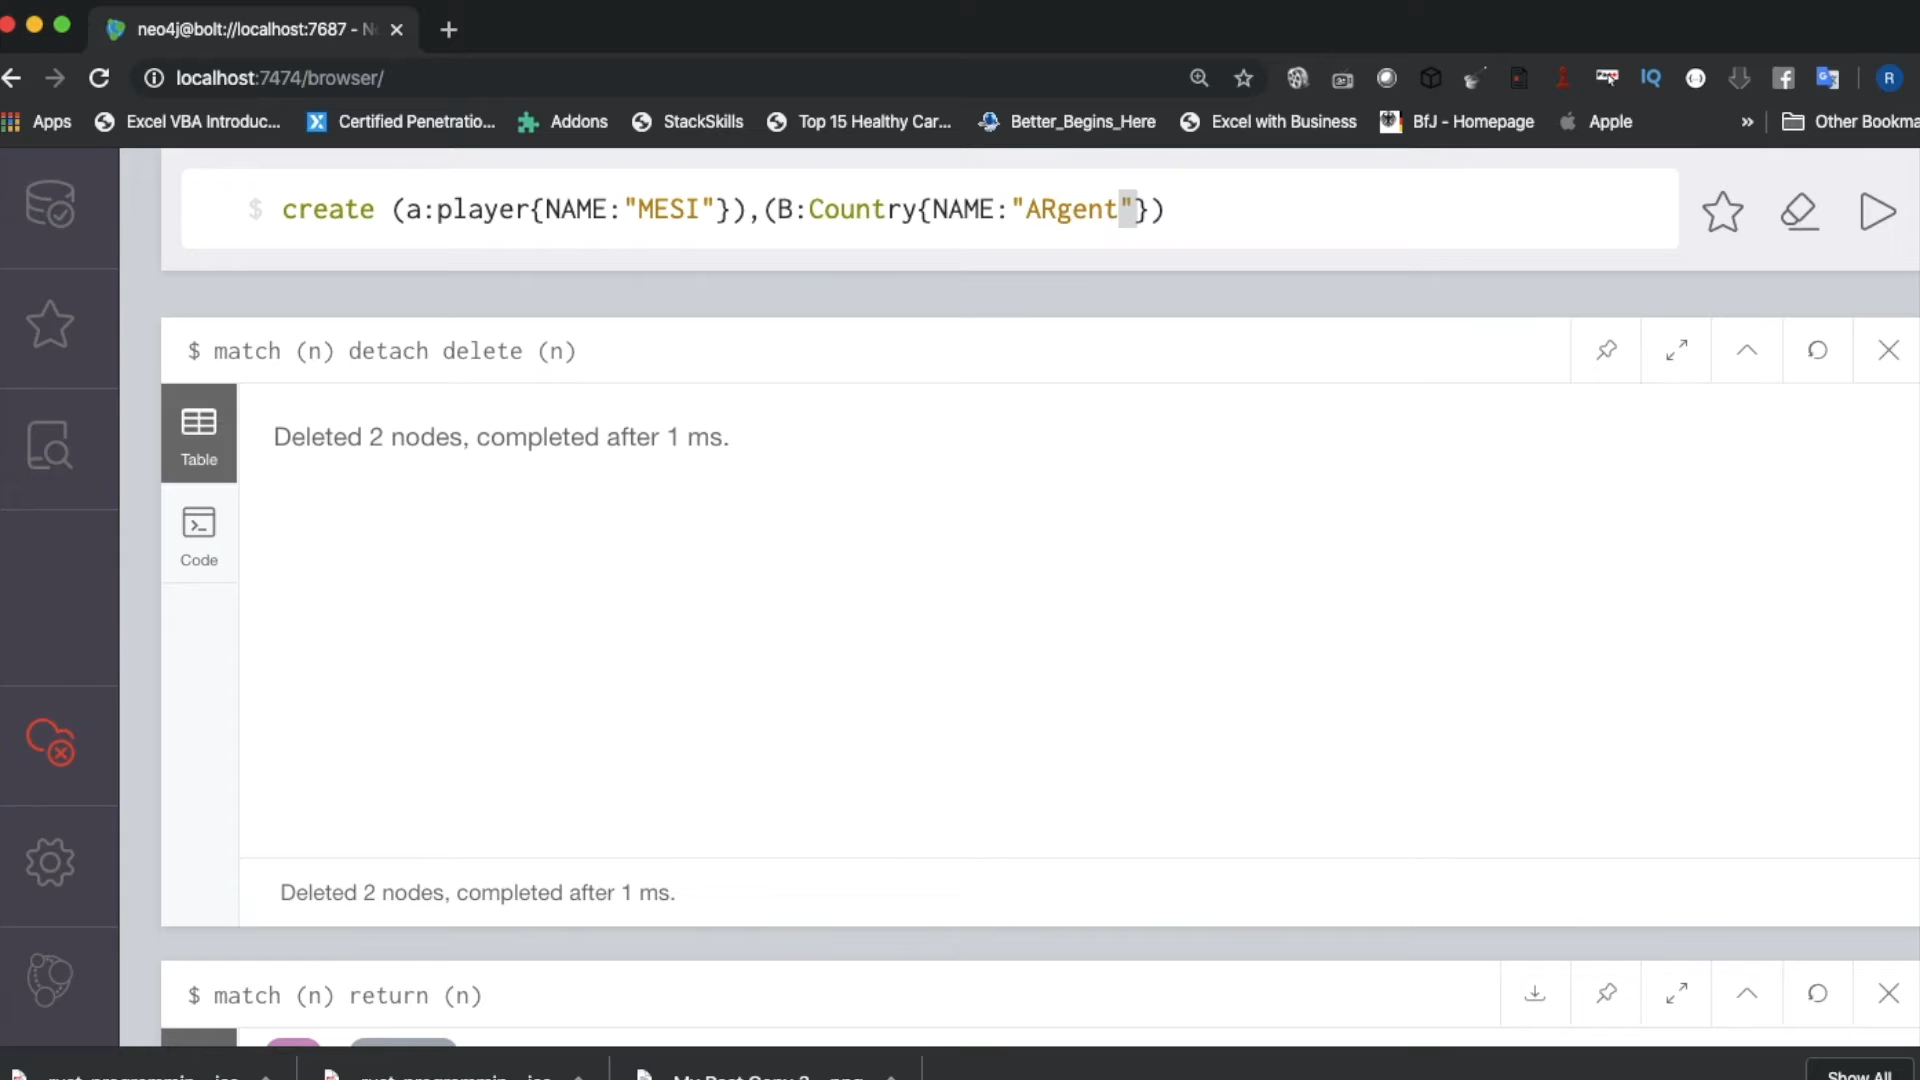 neo4j@bolt://localhost:7687 - N
localhost:7474/browser/
IQ
R
Apps
Excel VBA Introduc...
Certified Penetratio...
Addons
StackSkills
Top 15 Healthy Car...
Better_Begins_Here
Excel with Business
BfJ - Homepage
Apple
»
Other Bookma
$ create (a:player{NAME:"MESI"}),(B:Country{NAME:"ARgent"})
$ match (n) detach delete (n)
Table
Deleted 2 nodes, completed after 1 ms.
Code
Deleted 2 nodes, completed after 1 ms.
$ match (n) return (n)
Show All